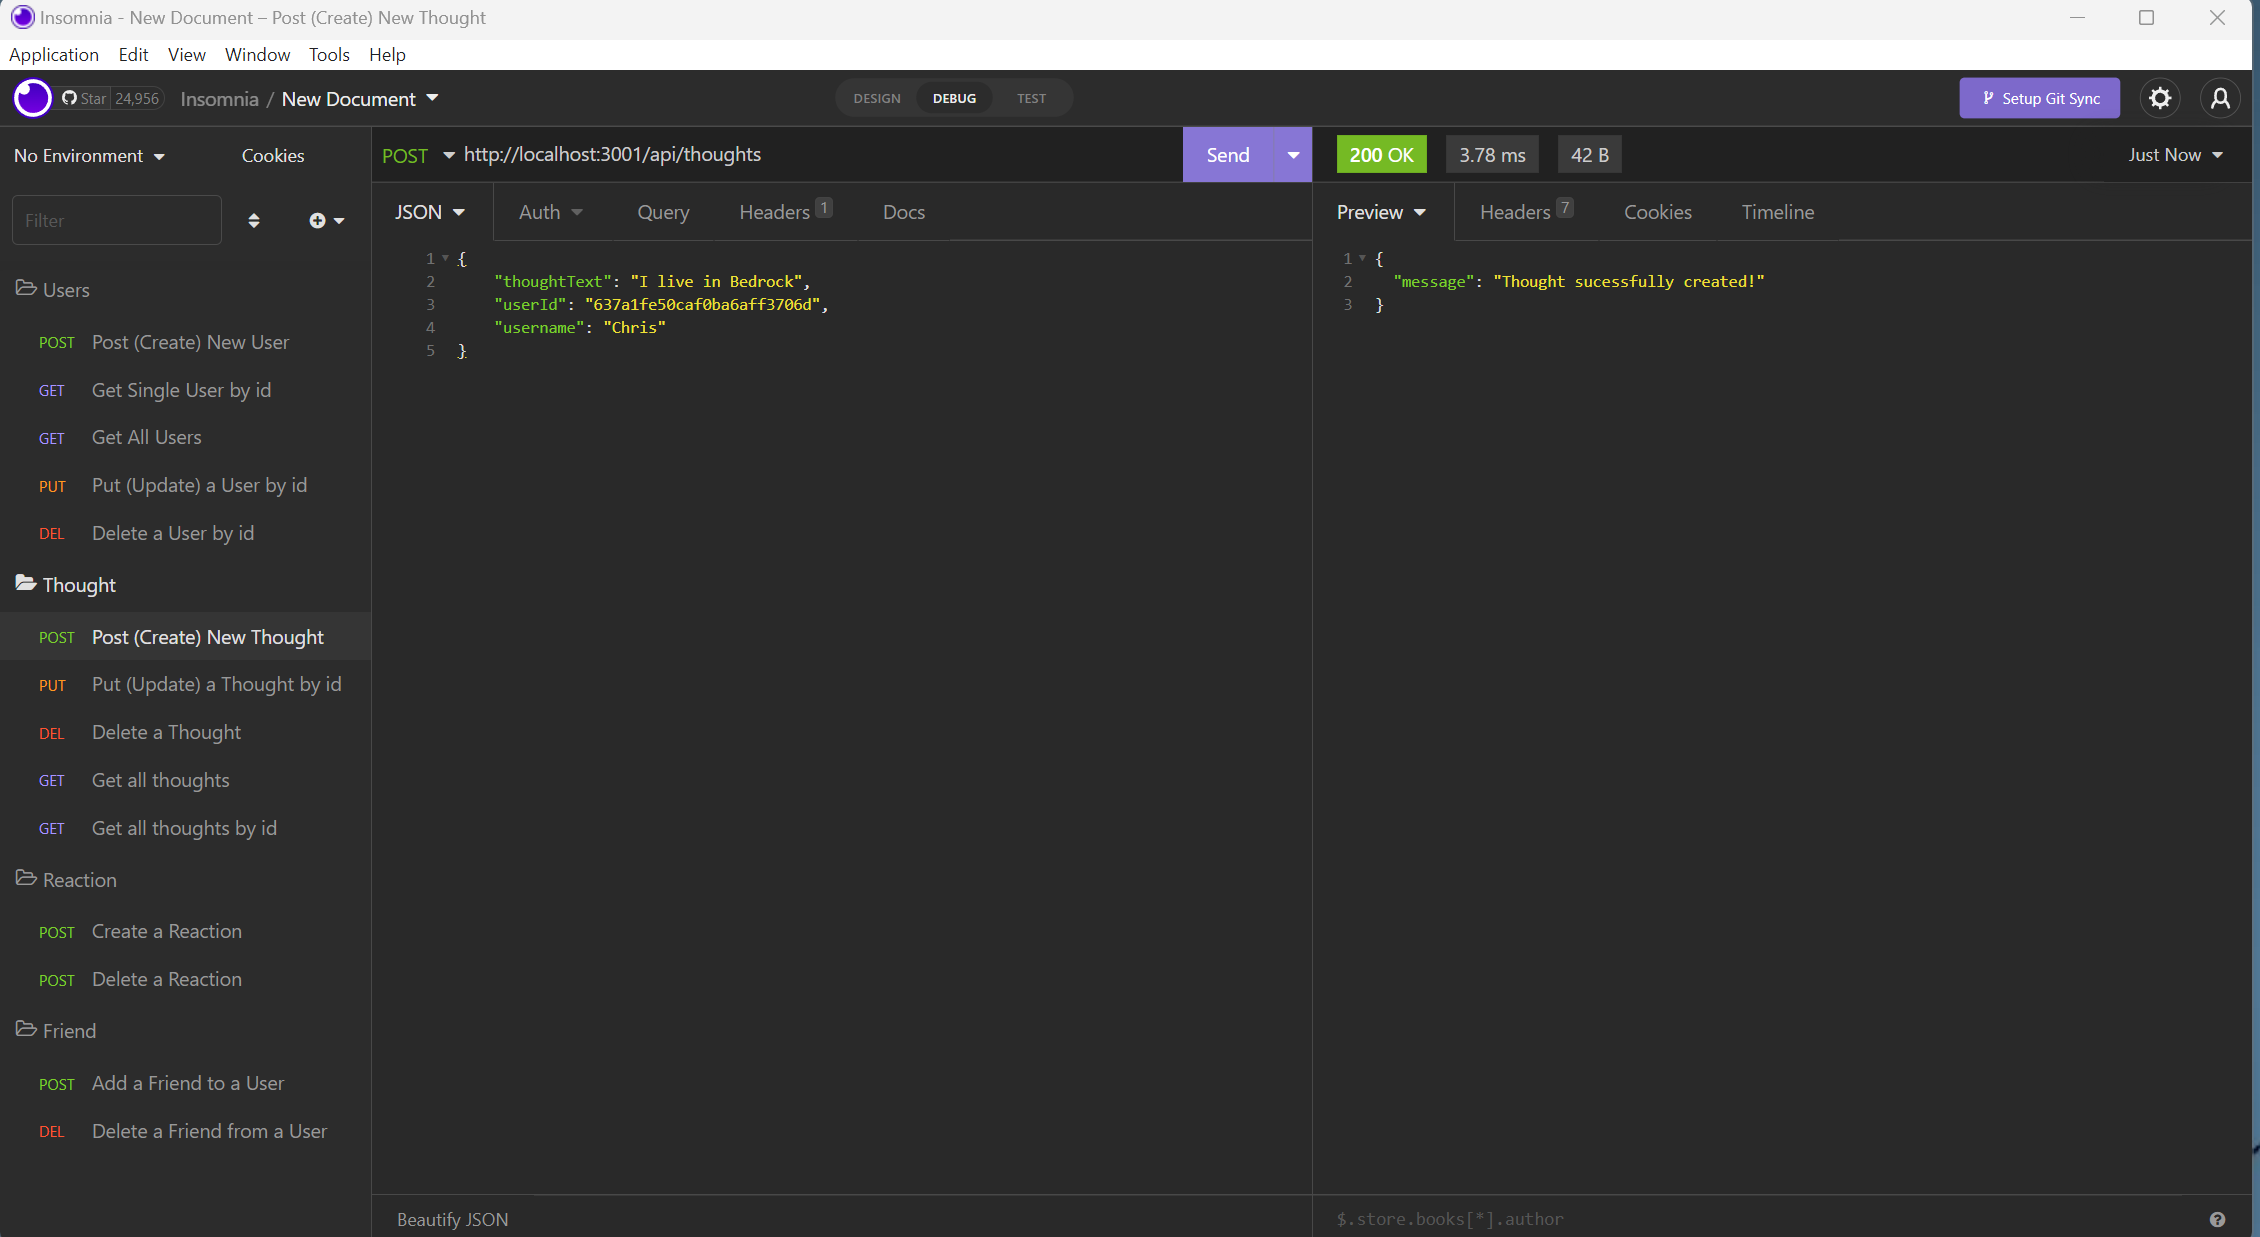 Insomnia - New Document – Post (Create) New Thought
Application Edit View Window Tools Help
Star 24,956 Insomnia / New Document DESIGN DEBUG TEST Setup Git Sync
No Environment Cookies
POST http://localhost:3001/api/thoughts Send
200 OK 3.78 ms 42 B Just Now
Filter
JSON Auth Query Headers 1 Docs
Preview Headers 7 Cookies Timeline
Users
POST Post (Create) New User
GET Get Single User by id
GET Get All Users
PUT Put (Update) a User by id
DEL Delete a User by id
Thought
POST Post (Create) New Thought
PUT Put (Update) a Thought by id
DEL Delete a Thought
GET Get all thoughts
GET Get all thoughts by id
Reaction
POST Create a Reaction
POST Delete a Reaction
Friend
POST Add a Friend to a User
DEL Delete a Friend from a User
1 {
2 "thoughtText": "I live in Bedrock",
3 "userId": "637a1fe50caf0ba6aff3706d",
4 "username": "Chris"
5 }
1 {
2 "message": "Thought sucessfully created!"
3 }
Beautify JSON
$.store.books[*].author